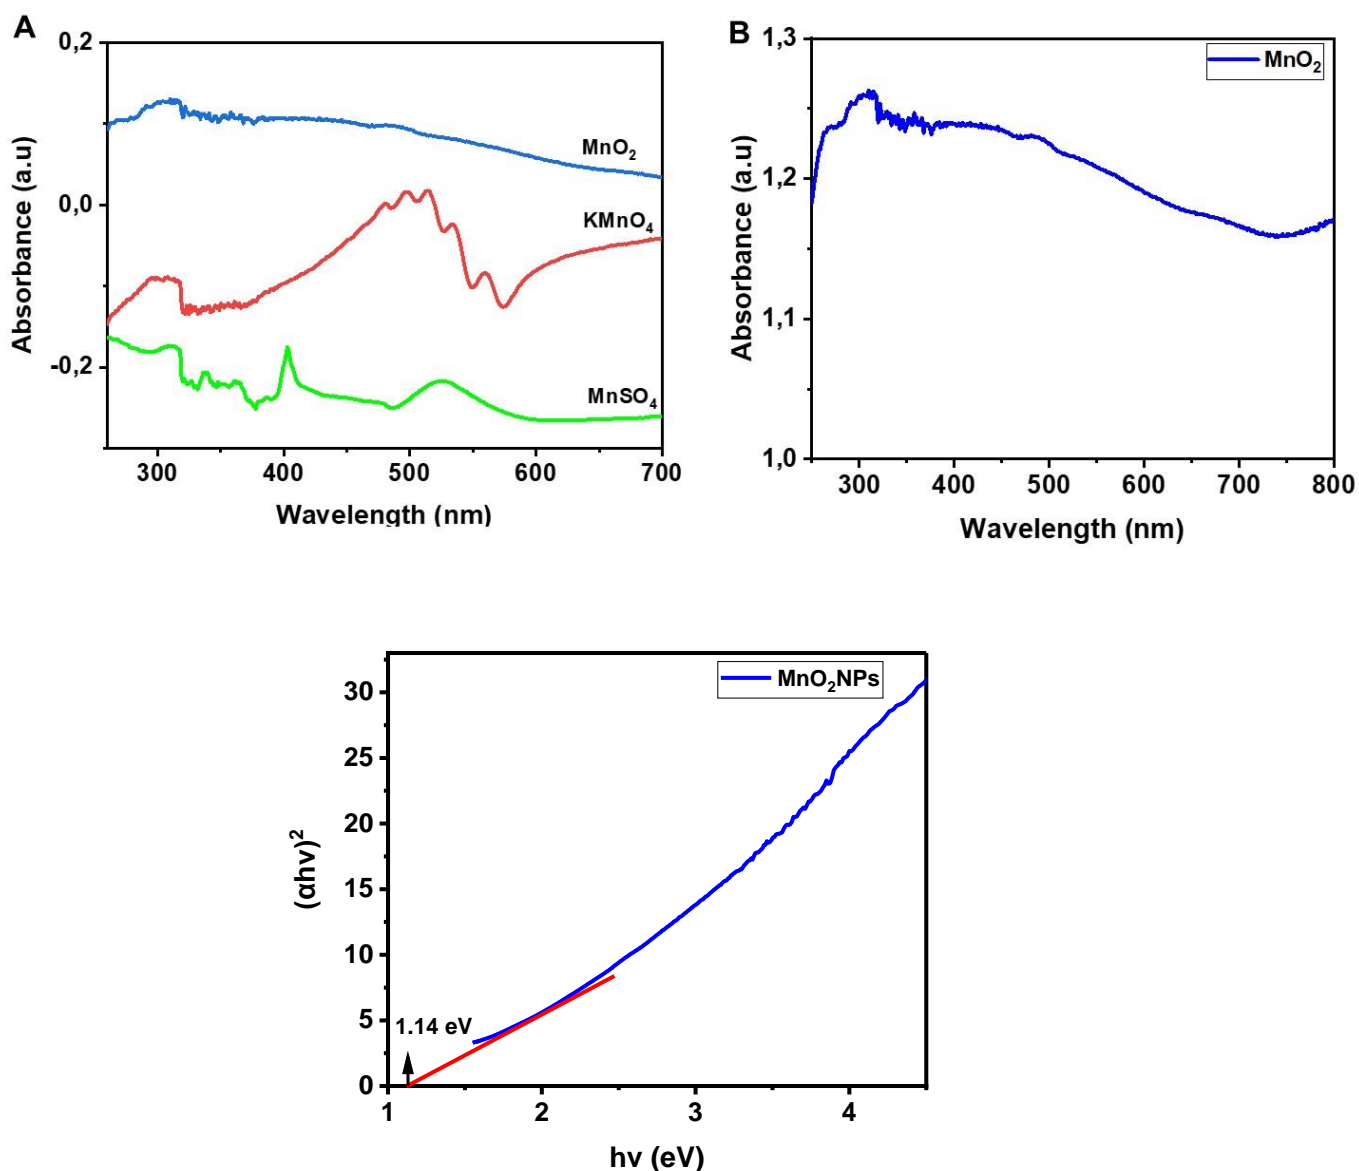 A
0,2
0,0
-0,2
Absorbance (a.u)
MnO₂
KMnO₄
MnSO₄
300 400 500 600 700
Wavelength (nm)
B
1,3
1,2
1,1
1,0
Absorbance (a.u)
MnO₂
300 400 500 600 700 800
Wavelength (nm)
30
25
20
15
10
5
0
(αhv)²
MnO₂NPs
1.14 eV
1 2 3 4
hv (eV)